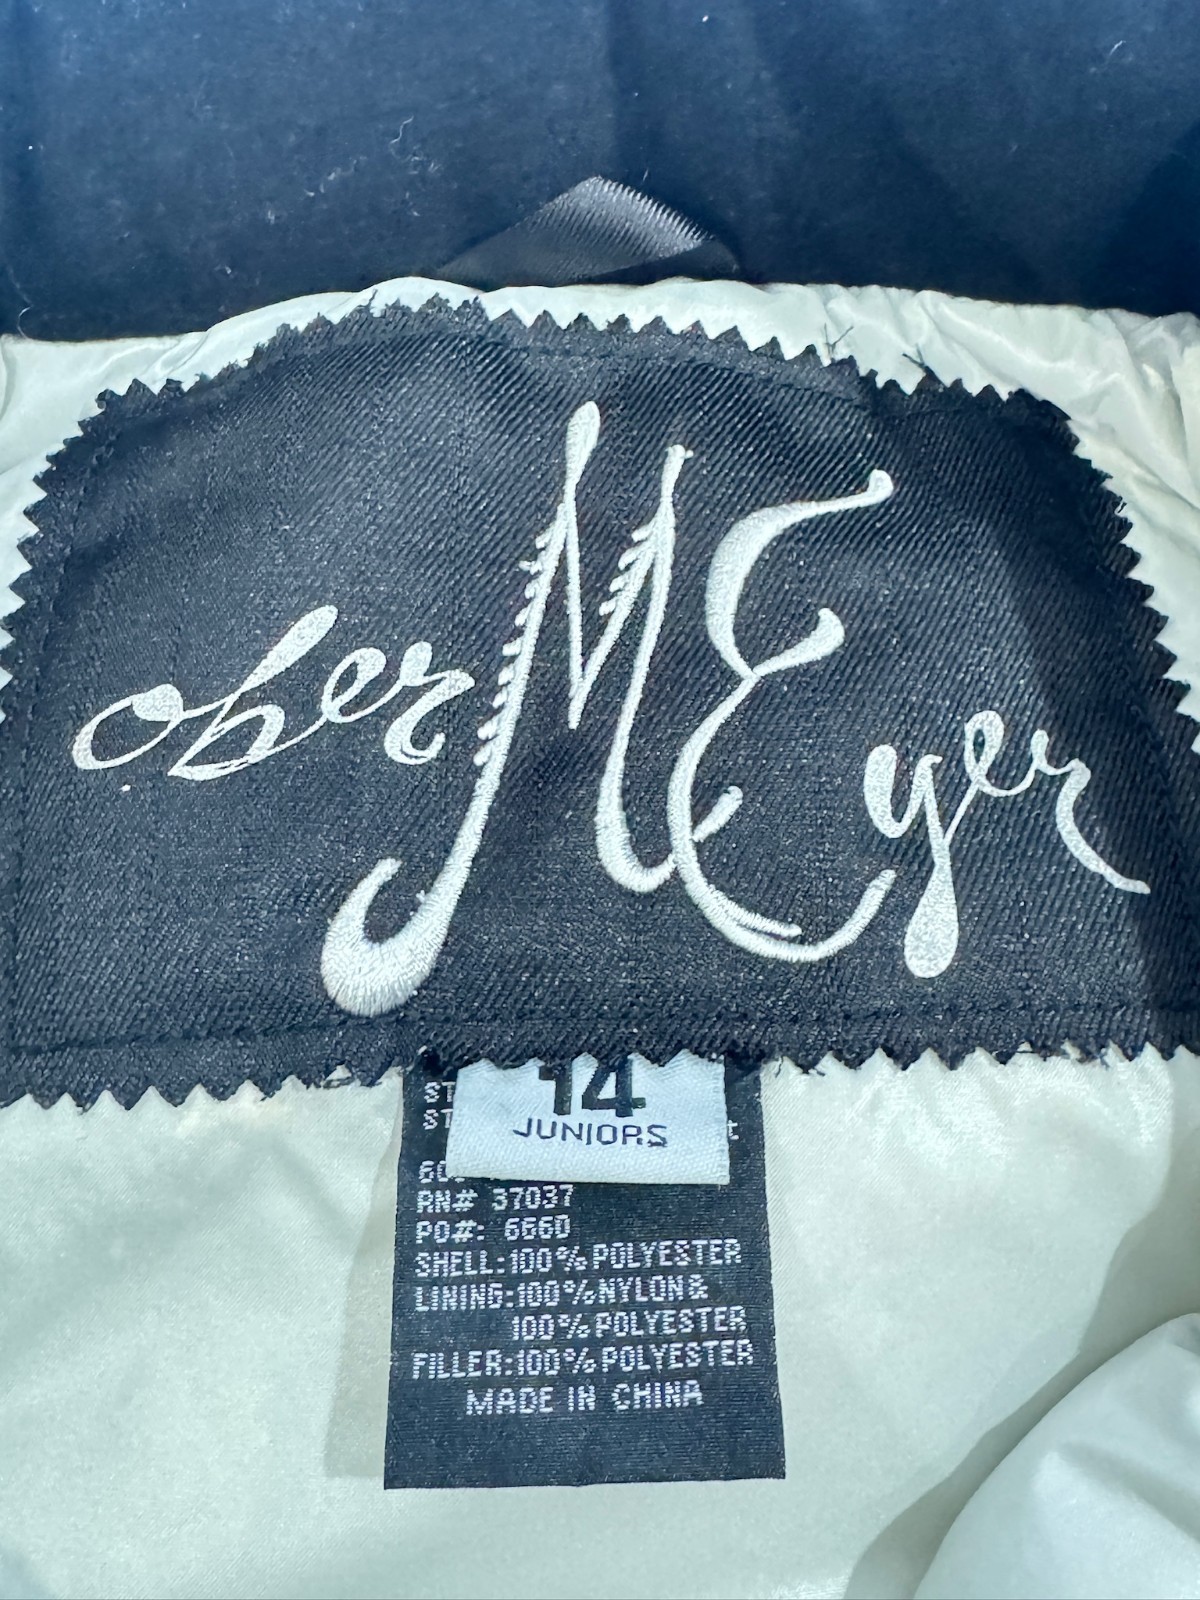 oberMEyer
14
JUNIORS
RN# 37037
PO#: 6660
SHELL:100%POLYESTER
LINING:100%NYLON&
100%POLYESTER
FILLER:100%POLYESTER
MADE IN CHINA